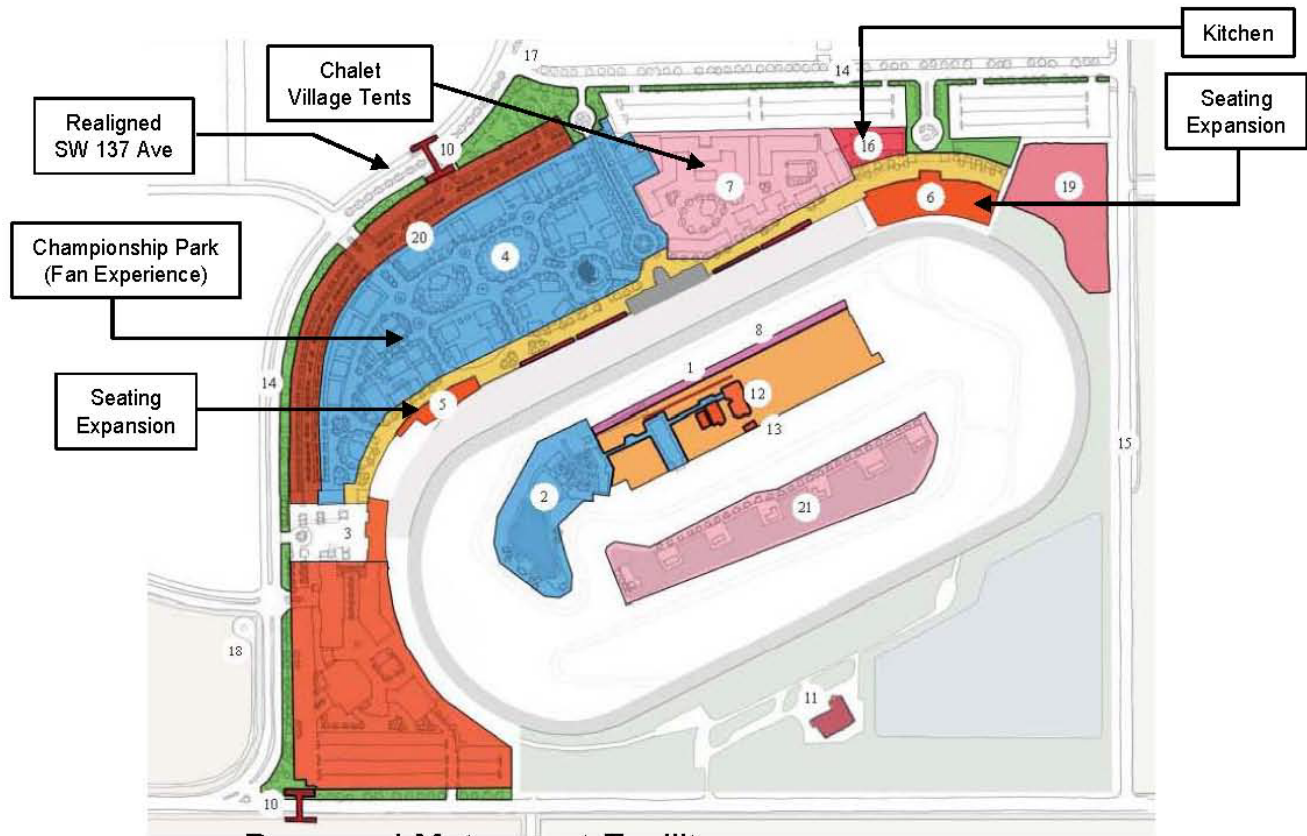 Kitchen
17
Chalet
Village Tents
14
Seating
Expansion
Realigned
SW 137 Ave
10
16
7
19
6
20
4
Championship Park
(Fan Experience)
8
1
14
5
12
Seating
Expansion
13
15
2
21
3
18
11
10